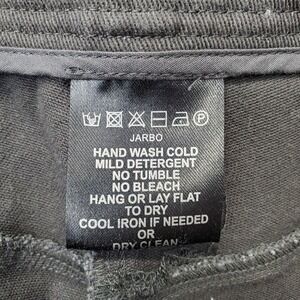 JARBO
HAND WASH COLD
MILD DETERGENT
NO TUMBLE
NO BLEACH
HANG OR LAY FLAT
TO DRY
COOL IRON IF NEEDED
OR
DRY CLEAN